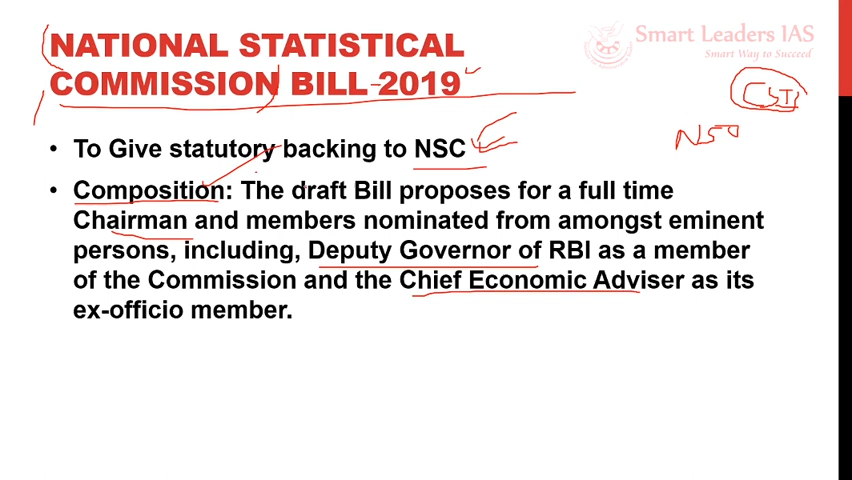 NATIONAL STATISTICAL
COMMISSION BILL-2019
Smart Leaders IAS
Smart Way to Succeed
NSO
• To Give statutory backing to NSC
• Composition: The draft Bill proposes for a full time
Chairman and members nominated from amongst eminent
persons, including, Deputy Governor of RBI as a member
of the Commission and the Chief Economic Adviser as its
ex-officio member.